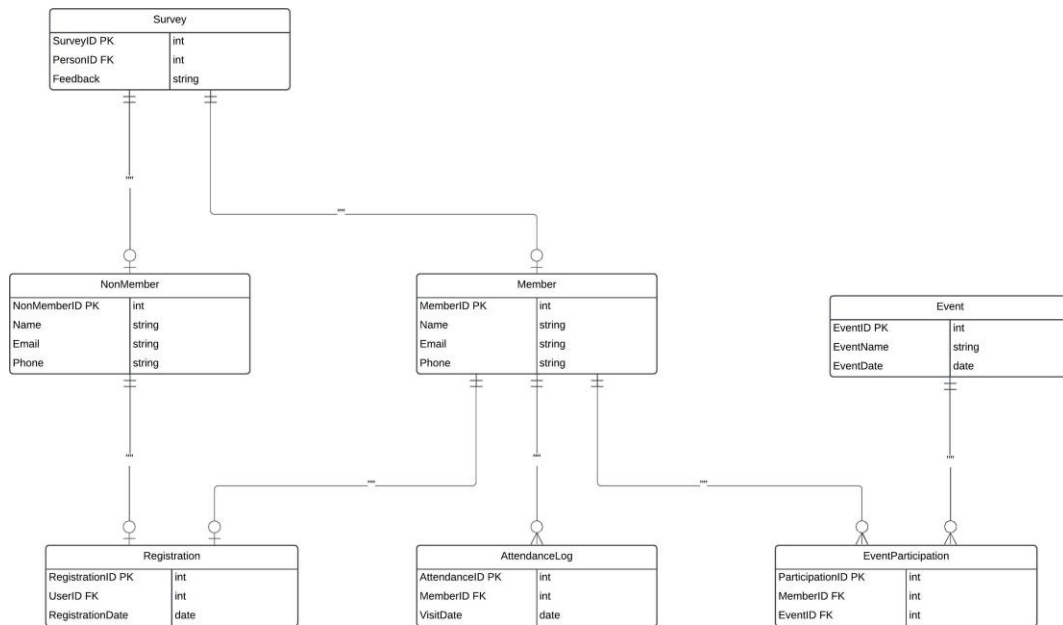 Survey
SurveyID PK int
PersonID FK int
Feedback string
""
""
NonMember
NonMemberID PK int
Name string
Email string
Phone string
Member
MemberID PK int
Name string
Email string
Phone string
Event
EventID PK int
EventName string
EventDate date
""
""
""
""
""
Registration
RegistrationID PK int
UserID FK int
RegistrationDate date
AttendanceLog
AttendanceID PK int
MemberID FK int
VisitDate date
EventParticipation
ParticipationID PK int
MemberID FK int
EventID FK int